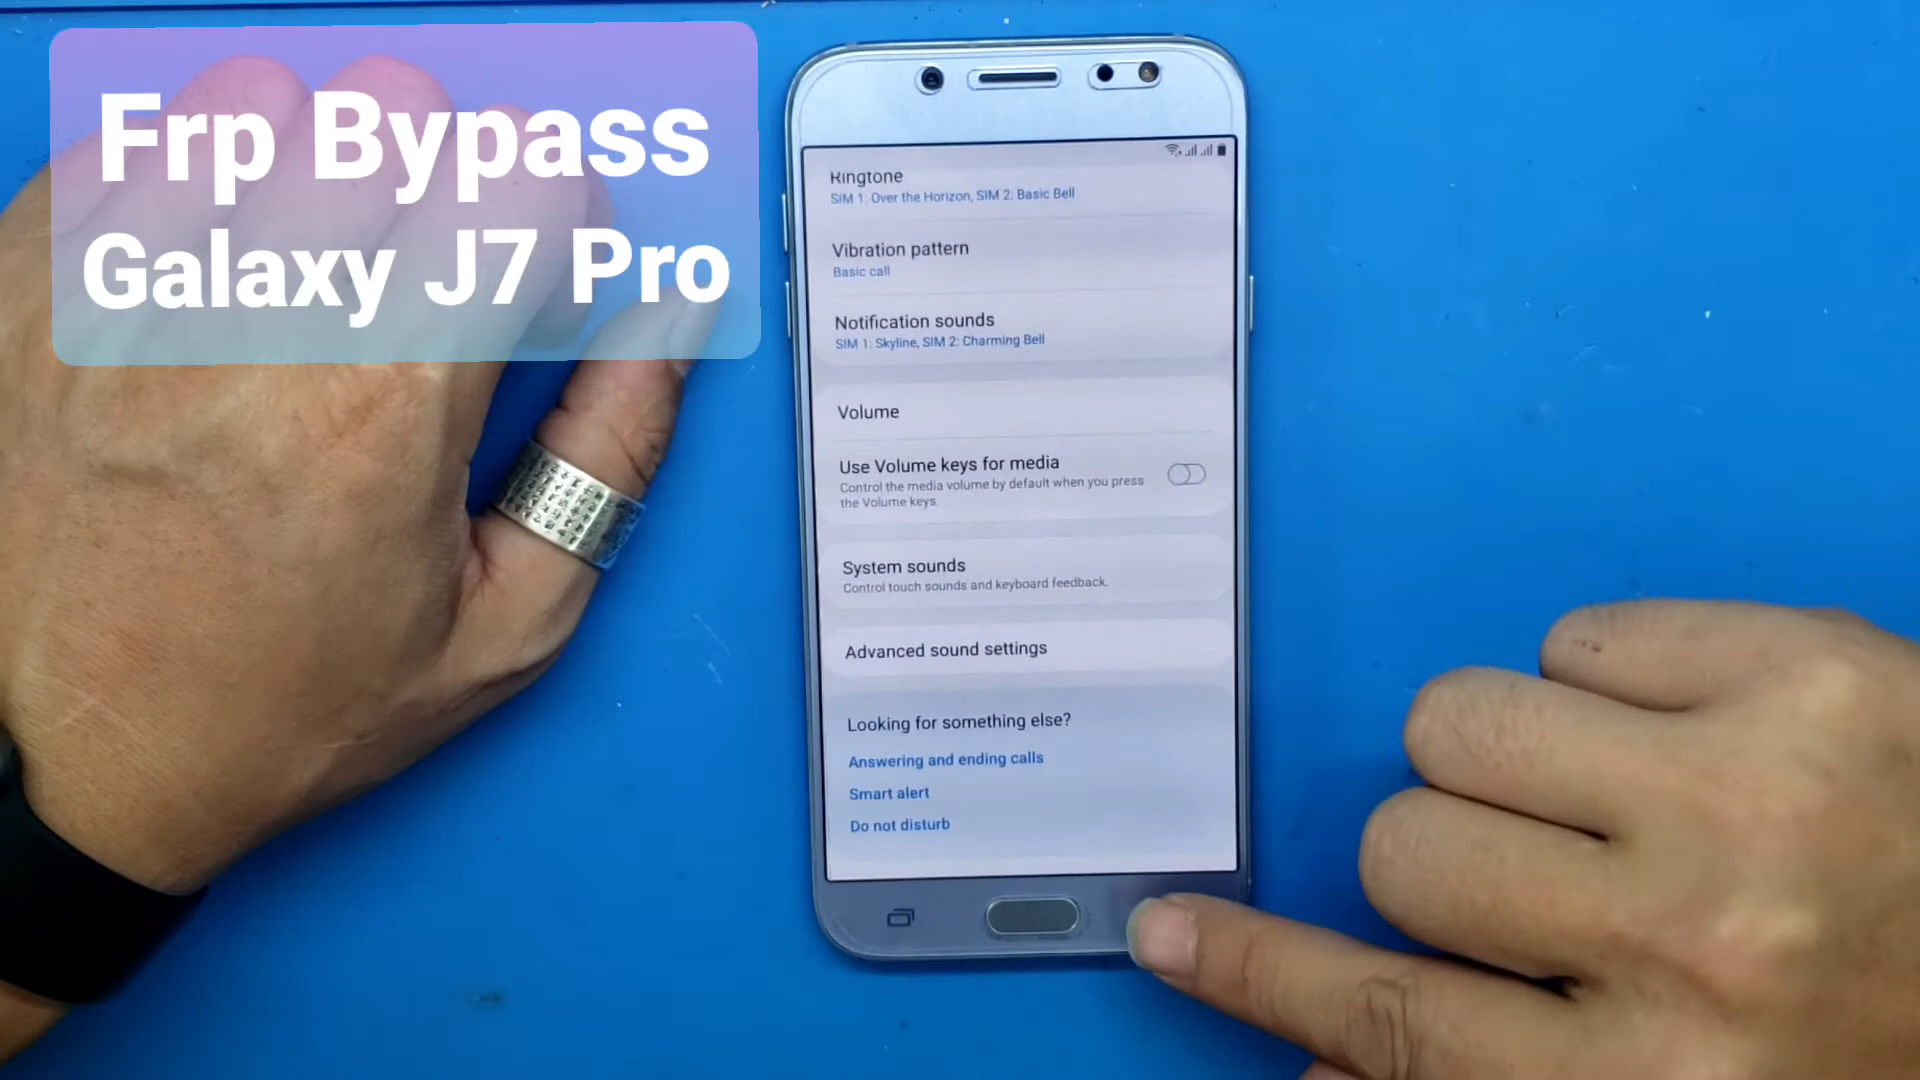 Frp Bypass
Galaxy J7 Pro
Ringtone
SIM 1: Over the Horizon, SIM 2: Basic Bell
Vibration pattern
Basic call
Notification sounds
SIM 1: Skyline, SIM 2: Charming Bell
Volume
Use Volume keys for media
Control the media volume by default when you press
the Volume keys.
System sounds
Control touch sounds and keyboard feedback.
Advanced sound settings
Looking for something else?
Answering and ending calls
Smart alert
Do not disturb